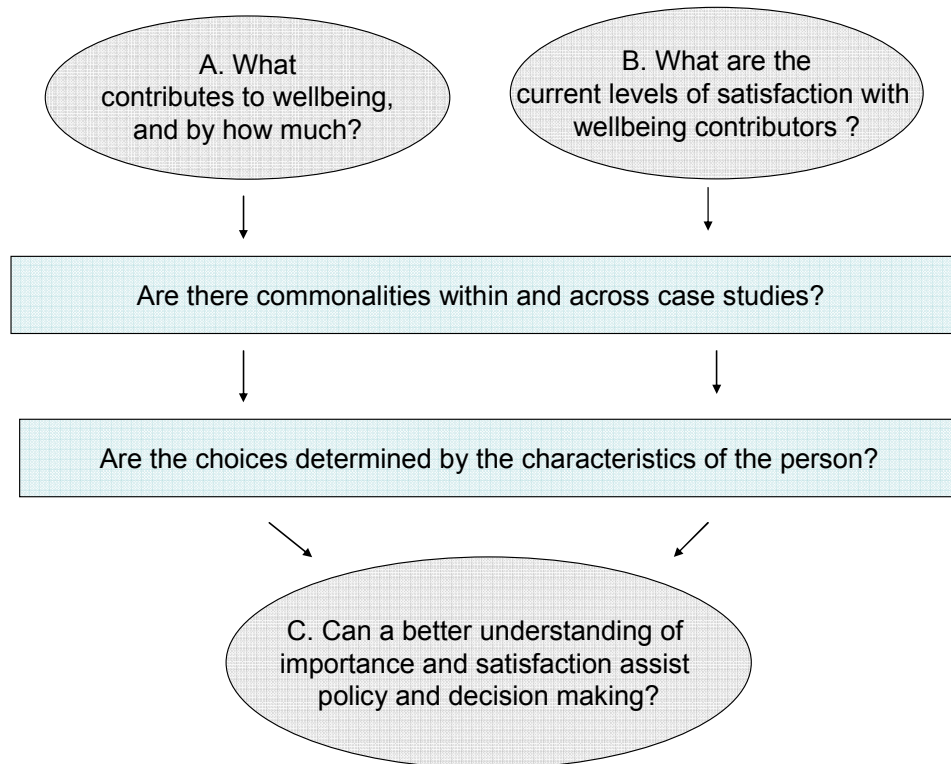 A. What
contributes to wellbeing,
and by how much?
B. What are the
current levels of satisfaction with
wellbeing contributors ?
Are there commonalities within and across case studies?
Are the choices determined by the characteristics of the person?
C. Can a better understanding of
importance and satisfaction assist
policy and decision making?